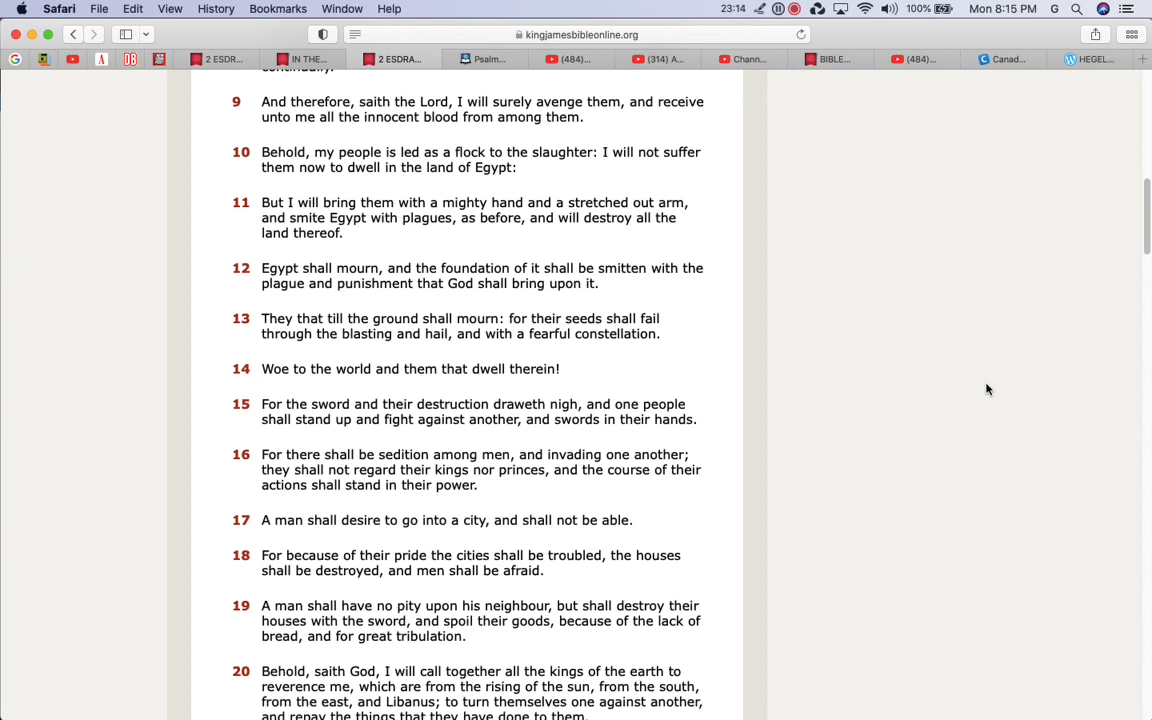 Safari File Edit View History Bookmarks Window Help 23:14 100% Mon 8:15 PM G
kingjamesbibleonline.org
2 ESDR... IN THE... 2 ESDRA... Psalm... (484)... (314) A... Chann... BIBLE... (484)... Canad... HEGEL...
continually.
9 And therefore, saith the Lord, I will surely avenge them, and receive
unto me all the innocent blood from among them.
10 Behold, my people is led as a flock to the slaughter: I will not suffer
them now to dwell in the land of Egypt:
11 But I will bring them with a mighty hand and a stretched out arm,
and smite Egypt with plagues, as before, and will destroy all the
land thereof.
12 Egypt shall mourn, and the foundation of it shall be smitten with the
plague and punishment that God shall bring upon it.
13 They that till the ground shall mourn: for their seeds shall fail
through the blasting and hail, and with a fearful constellation.
14 Woe to the world and them that dwell therein!
15 For the sword and their destruction draweth nigh, and one people
shall stand up and fight against another, and swords in their hands.
16 For there shall be sedition among men, and invading one another;
they shall not regard their kings nor princes, and the course of their
actions shall stand in their power.
17 A man shall desire to go into a city, and shall not be able.
18 For because of their pride the cities shall be troubled, the houses
shall be destroyed, and men shall be afraid.
19 A man shall have no pity upon his neighbour, but shall destroy their
houses with the sword, and spoil their goods, because of the lack of
bread, and for great tribulation.
20 Behold, saith God, I will call together all the kings of the earth to
reverence me, which are from the rising of the sun, from the south,
from the east, and Libanus; to turn themselves one against another,
and repay the things that they have done to them.